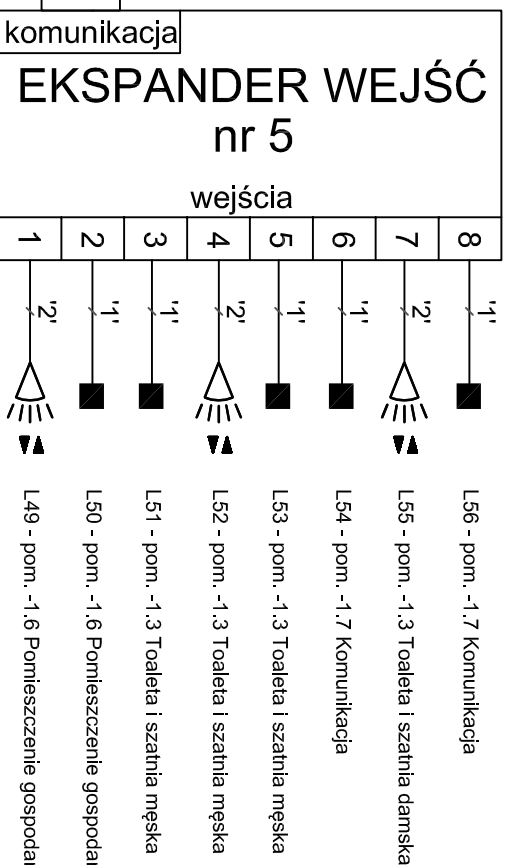 komunikacja
EKSPANDER WEJŚĆ
nr 5
wejścia
1 2 3 4 5 6 7 8
'2' '1' '1' '2' '1' '1' '2' '1'
L49 - pom. -1.6 Pomieszczenie
L50 - pom. -1.6 Pomieszczenie
L51 - pom. -1.3 Toaleta i szatnia męska
L52 - pom. -1.3 Toaleta i szatnia męska
L53 - pom. -1.3 Toaleta i szatnia męska
L54 - pom. -1.7 Komunikacja
L55 - pom. -1.3 Toaleta i szatnia damska
L56 - pom. -1.7 Komunikacja